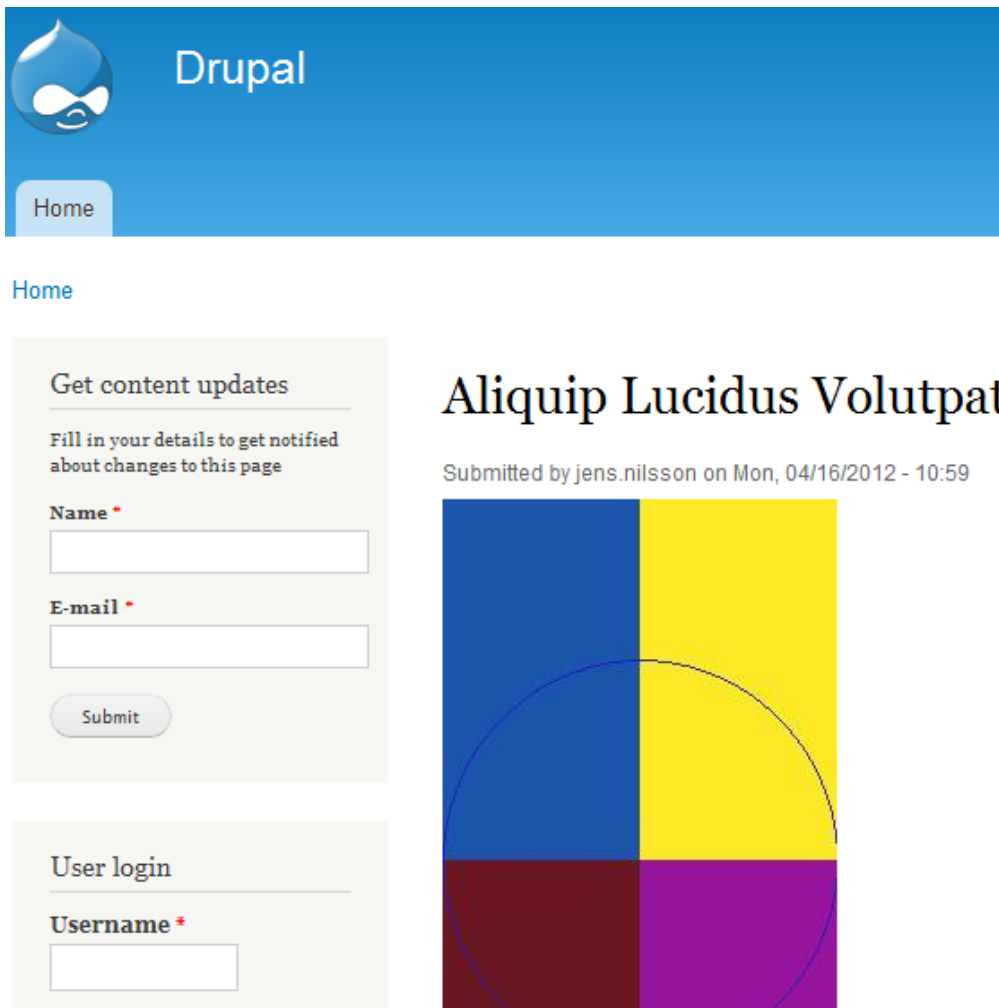 Drupal
Home
Home
Get content updates
Fill in your details to get notified
about changes to this page
Name *
E-mail *
Submit
User login
Username *
Aliquip Lucidus Volutpat
Submitted by jens.nilsson on Mon, 04/16/2012 - 10:59